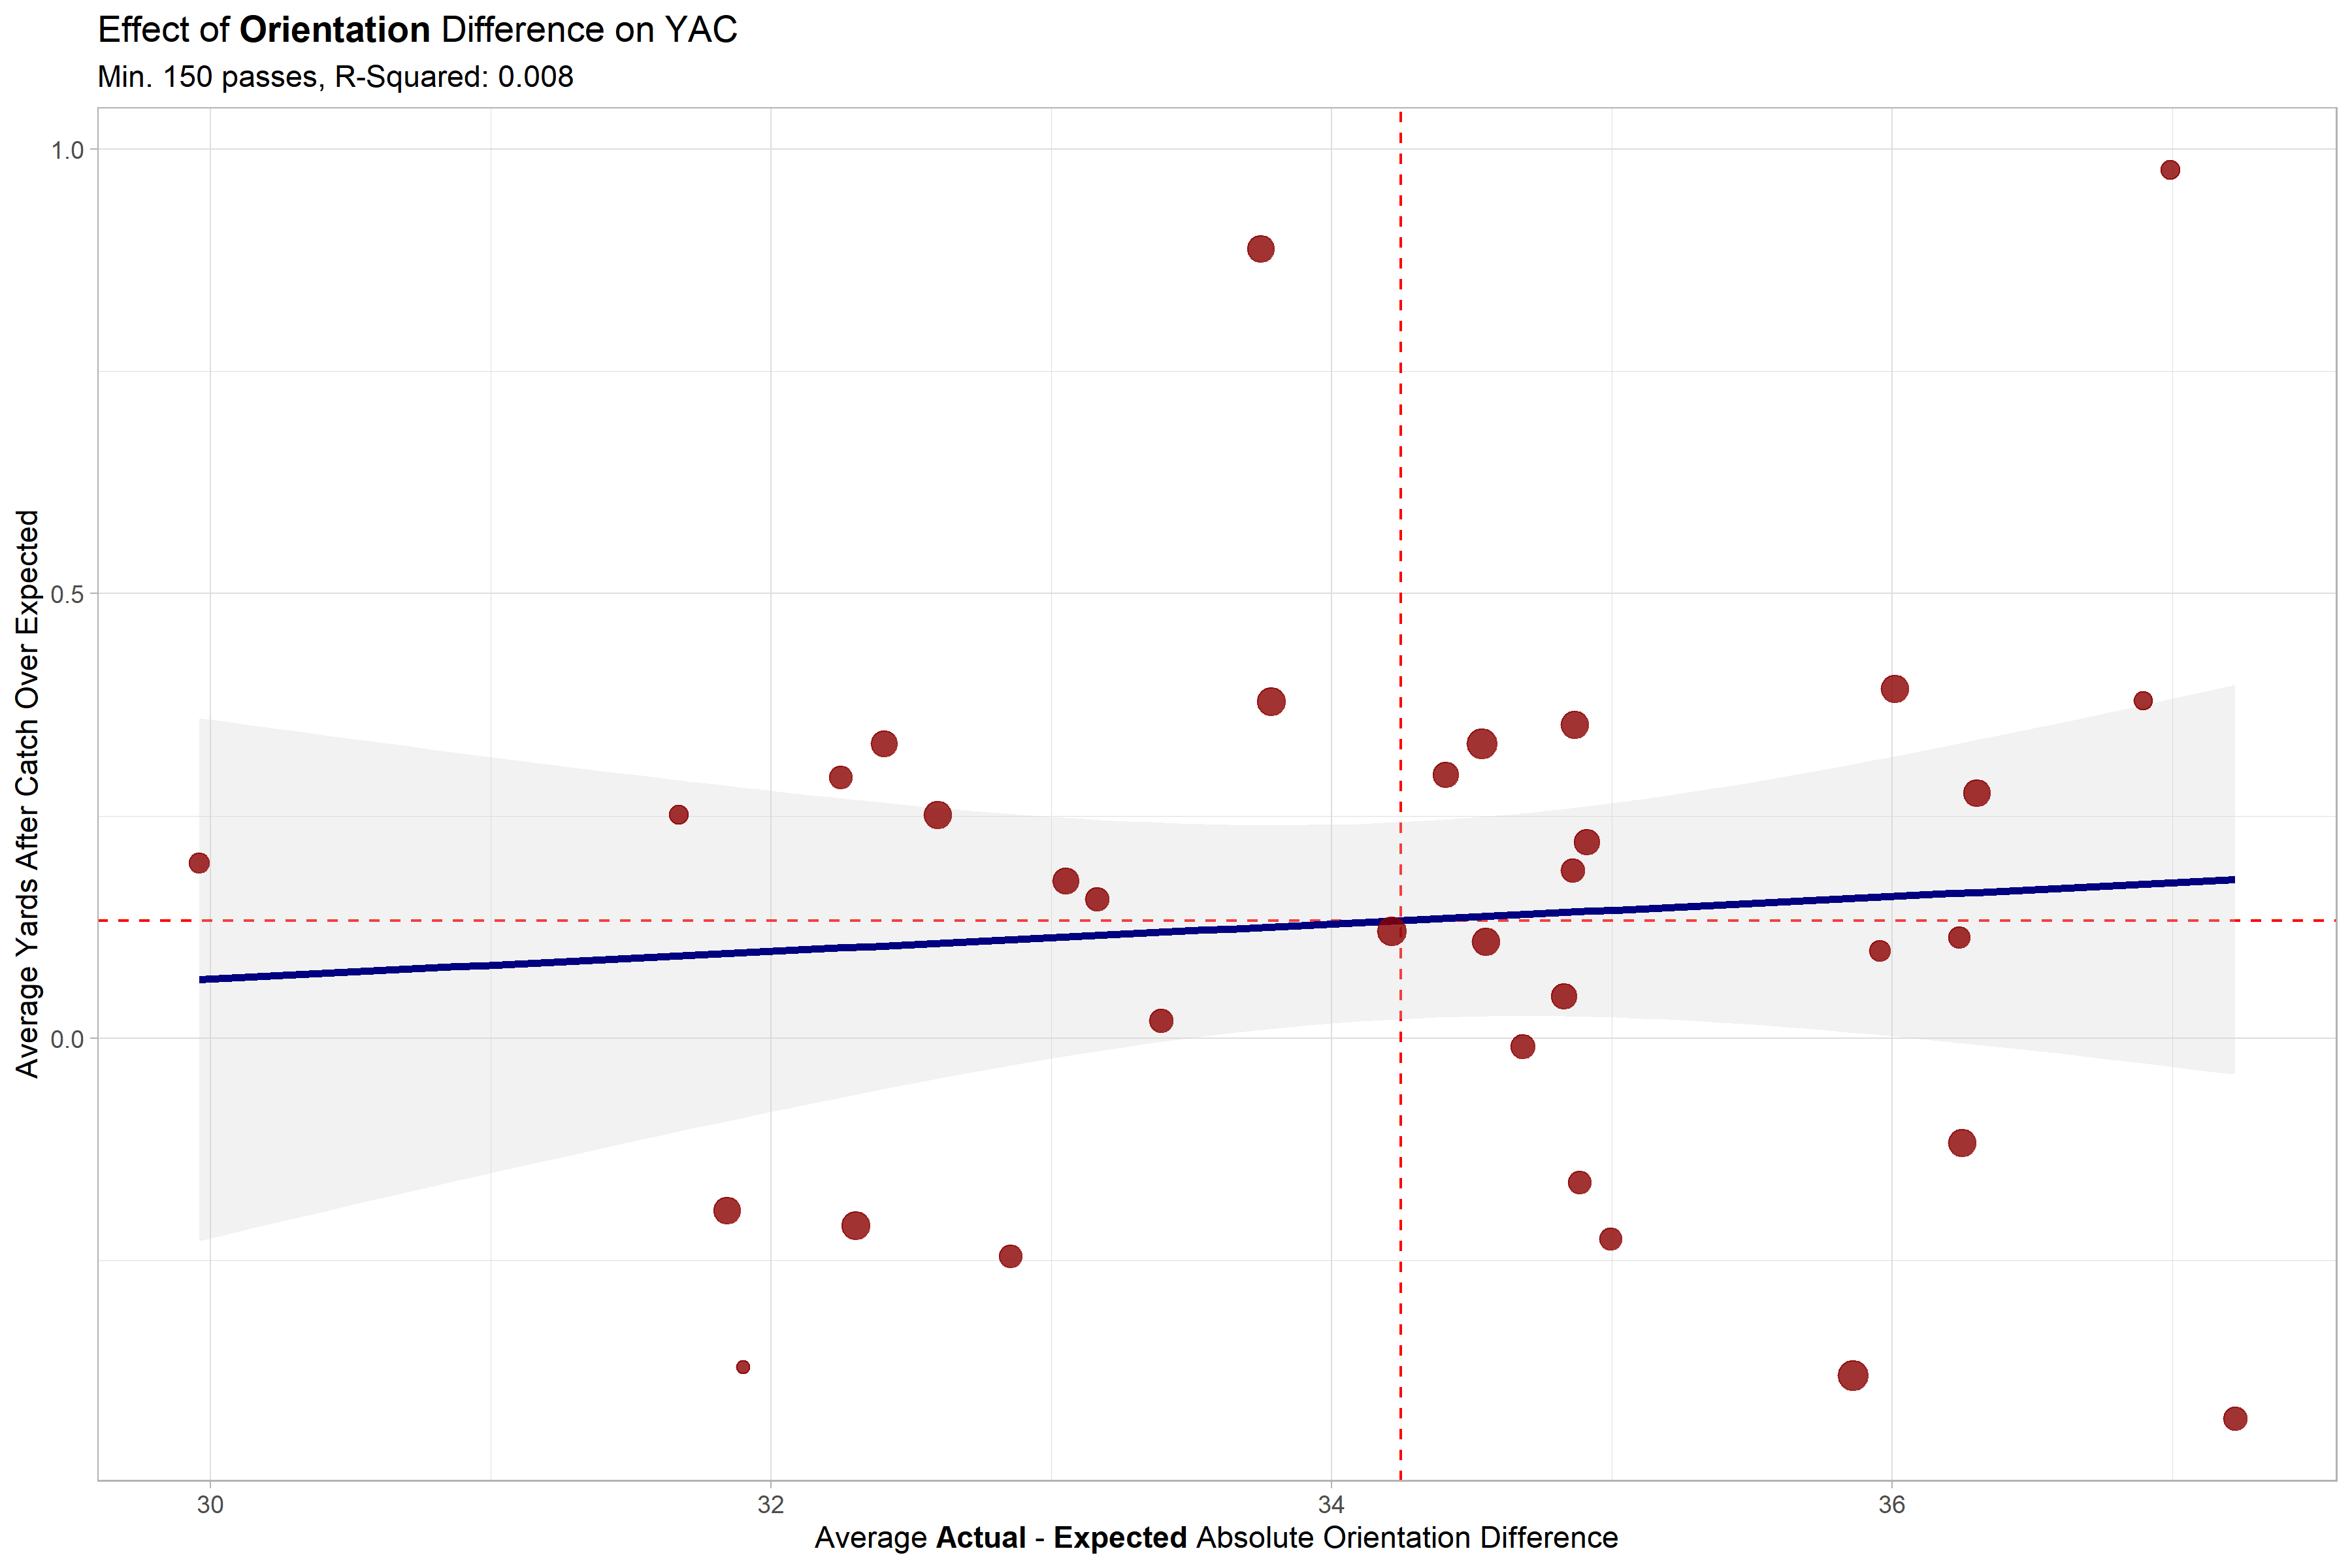 Effect of Orientation Difference on YAC
Min. 150 passes, R-Squared: 0.008
Average Yards After Catch Over Expected
1.0
0.5
0.0
30
32
34
36
Average Actual - Expected Absolute Orientation Difference